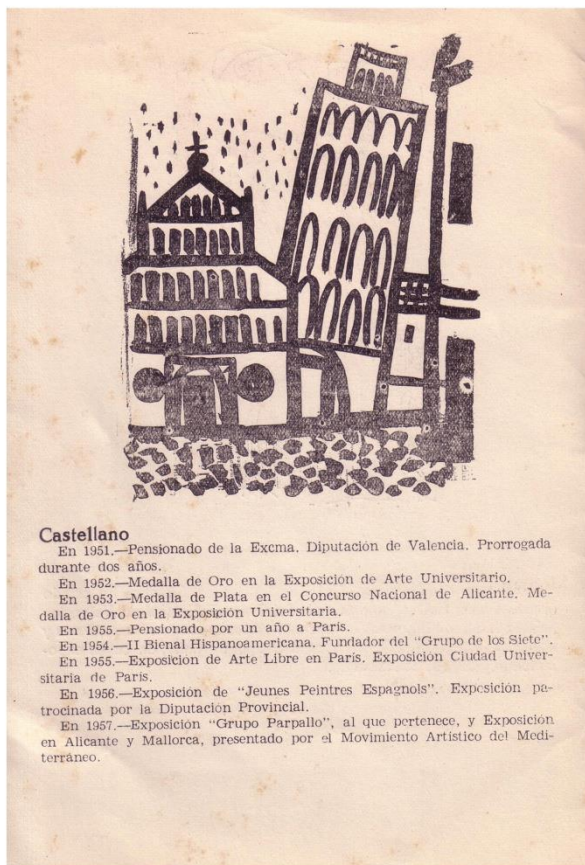 Castellano
En 1951.—Pensionado de la Excma. Diputación de Valencia. Prorrogada
durante dos años.
En 1952.—Medalla de Oro en la Exposición de Arte Universitario.
En 1953.—Medalla de Plata en el Concurso Nacional de Alicante. Me-
dalla de Oro en la Exposición Universitaria.
En 1955.—Pensionado por un año a París.
En 1954.—II Bienal Hispanoamericana. Fundador del "Grupo de los Siete".
En 1955.—Exposición de Arte Libre en París. Exposición Ciudad Univer-
sitaria de París.
En 1956.—Exposición de "Jeunes Peintres Espagnols". Exposición pa-
trocinada por la Diputación Provincial.
En 1957.—Exposición "Grupo Parpallo", al que pertenece, y Exposición
en Alicante y Mallorca, presentado por el Movimiento Artístico del Medi-
terráneo.